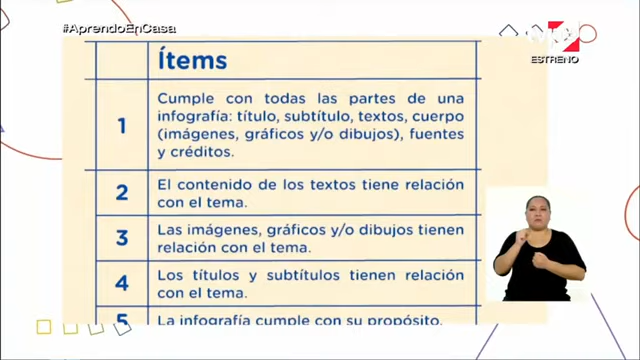 #AprendoEnCasa
ESTRENO
Ítems
1
Cumple con todas las partes de una
infografía: título, subtítulo, textos, cuerpo
(imágenes, gráficos y/o dibujos), fuentes
y créditos.
2
El contenido de los textos tiene relación
con el tema.
3
Las imágenes, gráficos y/o dibujos tienen
relación con el tema.
4
Los títulos y subtítulos tienen relación
con el tema.
5
La infografía cumple con su propósito.